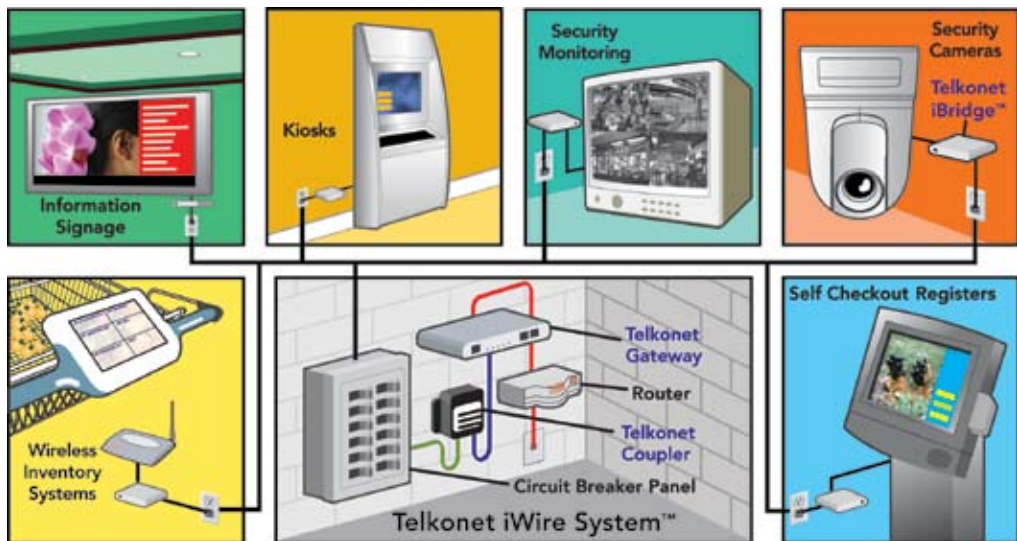 Information
Signage
Kiosks
Security
Monitoring
Security
Cameras
Telkonet
iBridge™
Wireless
Inventory
Systems
Telkonet
Gateway
Router
Telkonet
Coupler
Circuit Breaker Panel
Telkonet iWire System™
Self Checkout Registers